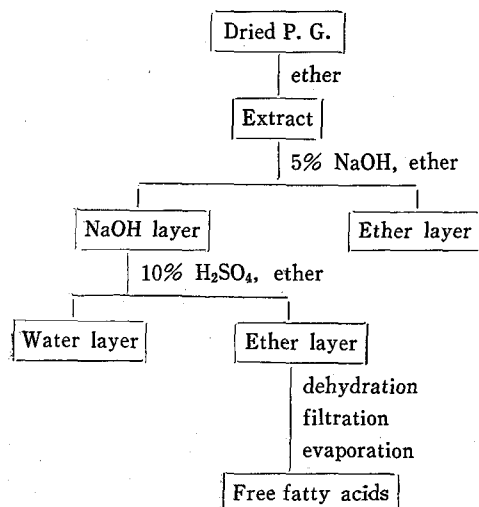 Dried P. G.
ether
Extract
5% NaOH, ether
NaOH layer Ether layer
10% H₂SO₄, ether
Water layer Ether layer
dehydration
filtration
evaporation
Free fatty acids